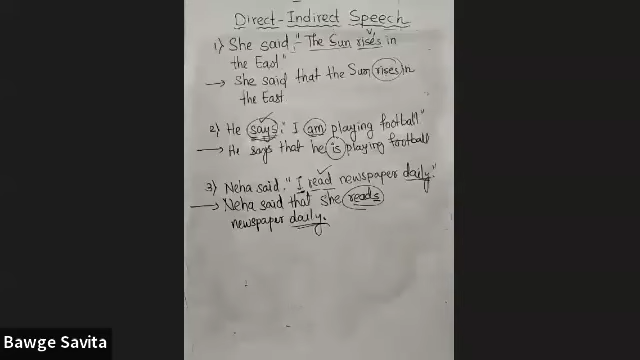 Direct-Indirect Speech
1) She said,"The Sun rises in
the East"
→ She said that the Sun rises in
the East
2) He says," I am playing football."
→ He says that he is playing football
3) Neha said," I read newspaper daily."
→ Neha said that she reads
newspaper daily.
Bawge Savita